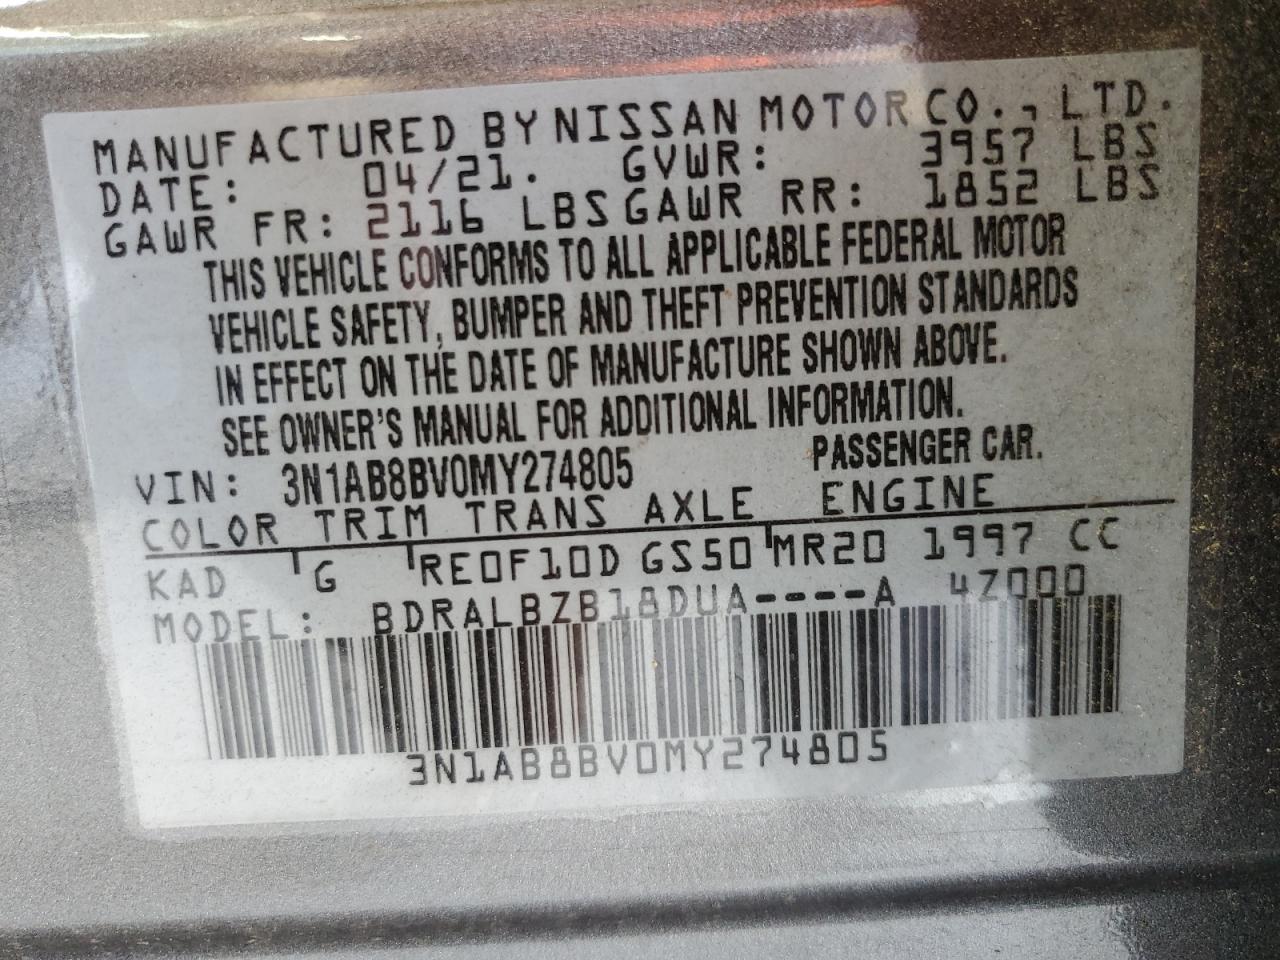 MANUFACTURED BY NISSAN MOTOR CO., LTD.
DATE: 04/21. GVWR: 3957 LBS
GAWR FR: 2116 LBS GAWR RR: 1852 LBS
THIS VEHICLE CONFORMS TO ALL APPLICABLE FEDERAL MOTOR
VEHICLE SAFETY, BUMPER AND THEFT PREVENTION STANDARDS
IN EFFECT ON THE DATE OF MANUFACTURE SHOWN ABOVE.
SEE OWNER'S MANUAL FOR ADDITIONAL INFORMATION.
VIN: 3N1AB8BV0MY274805 PASSENGER CAR.
COLOR TRIM TRANS AXLE ENGINE
KAD G RE0F10D GS50 MR20 1997 CC
MODEL: BDRALBZB18DUA----A 4Z000
3N1AB8BV0MY274805